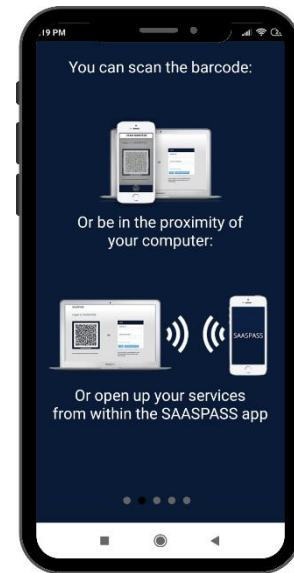 :19 PM
You can scan the barcode:
Or be in the proximity of
your computer:
SAASPASS
Or open up your services
from within the SAASPASS app